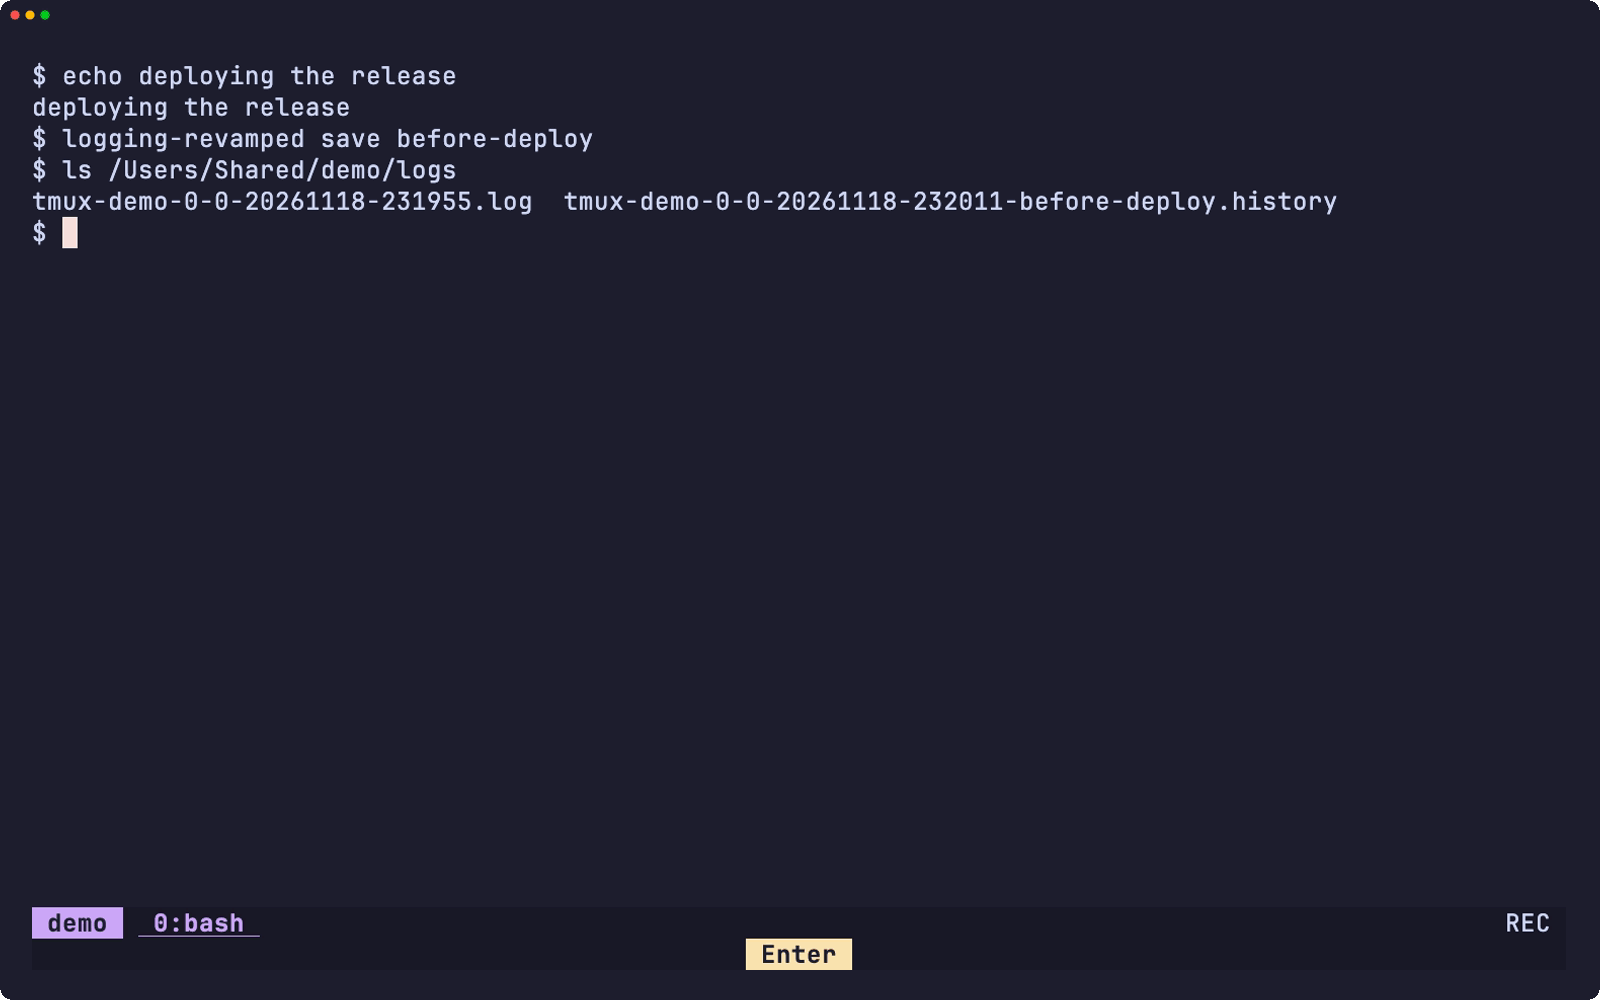 $ echo deploying the release
deploying the release
$ logging-revamped save before-deploy
$ ls /Users/Shared/demo/logs
tmux-demo-0-0-20261118-231955.log  tmux-demo-0-0-20261118-232011-before-deploy.history
$
demo 0:bash REC
Enter